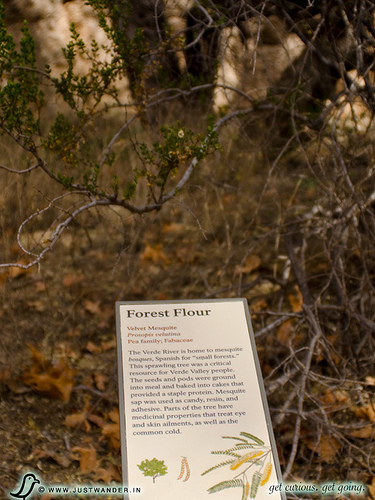 Forest Flour
Velvet Mesquite
Prosopis velutina
Pea family; Fabaceae
The Verde River is home to mesquite
bosques, Spanish for "small forests."
This sprawling tree was a critical
resource for Verde Valley people.
The seeds and pods were ground
into meal and baked into cakes that
provided a staple protein. Mesquite
sap was used as candy, resin, and
adhesive. Parts of the tree have
medicinal properties that treat eye
and skin ailments, as well as the
common cold.
WWW.JUSTWANDER.IN
get curious. get going.